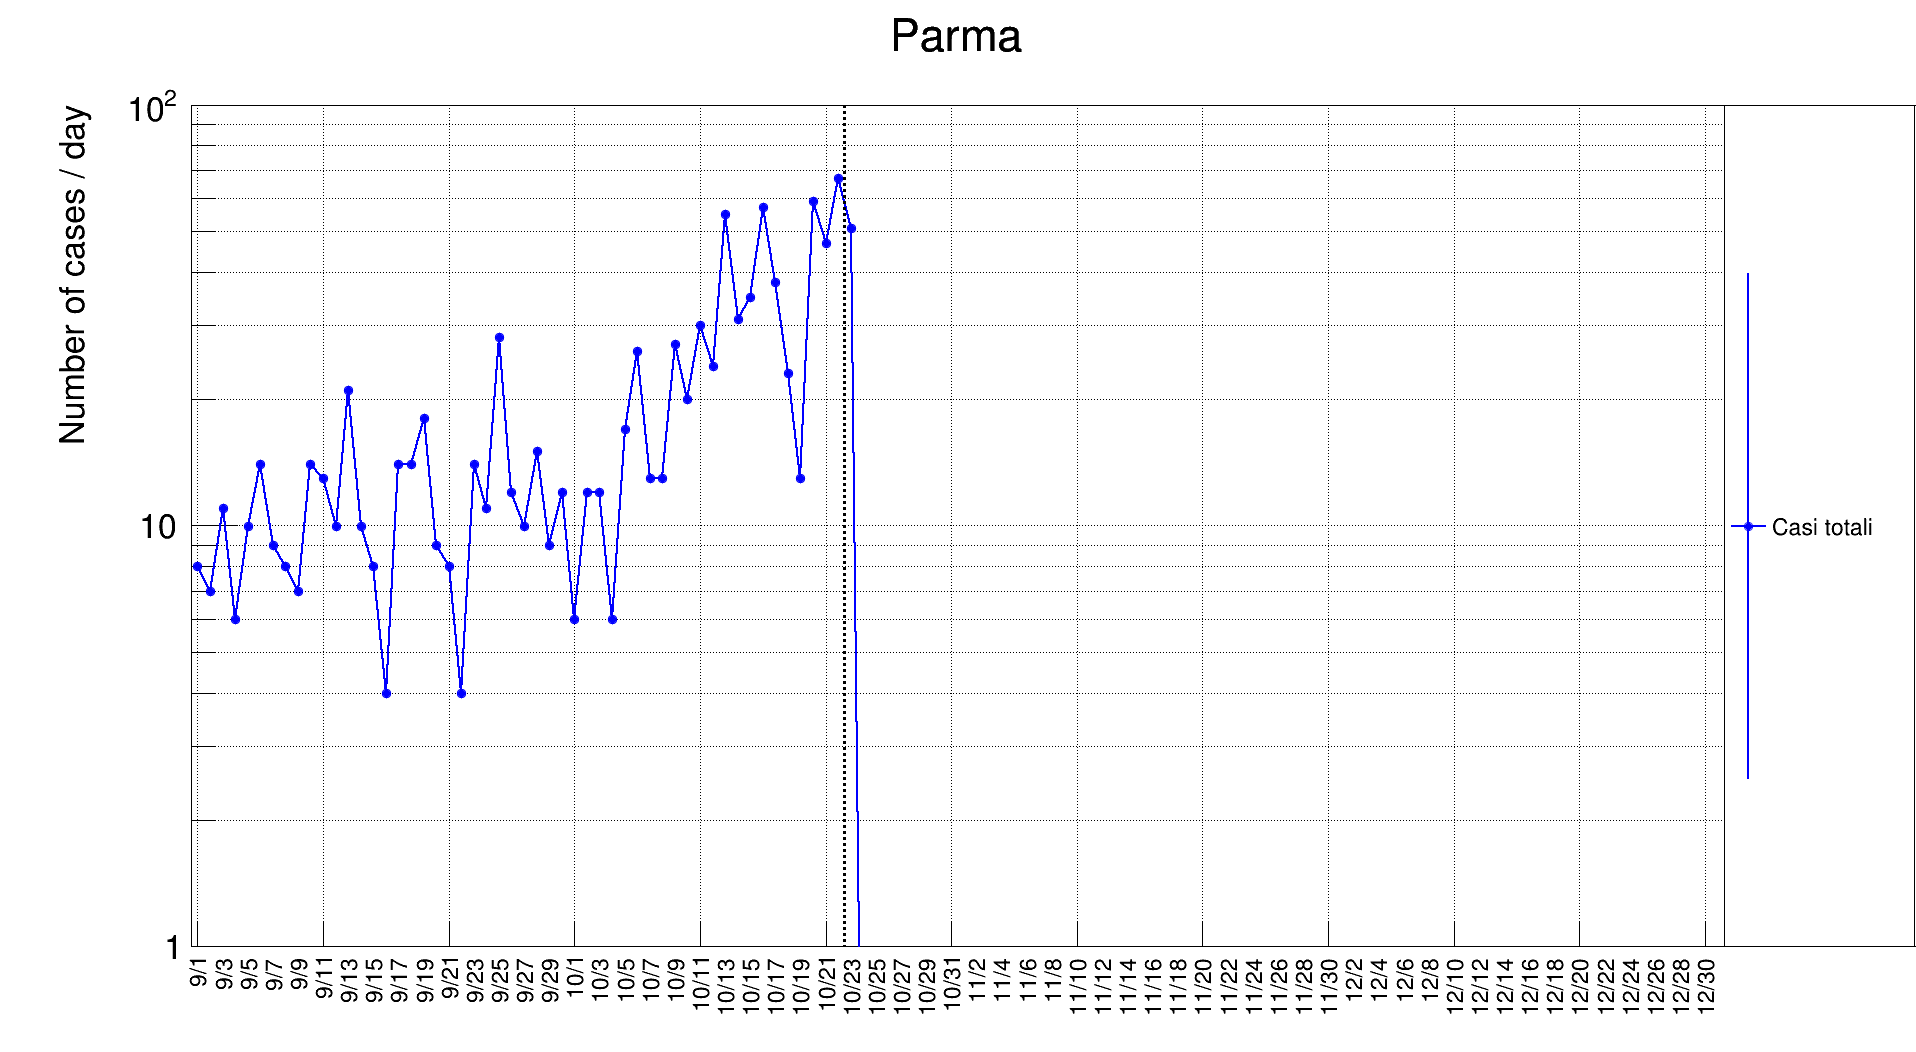 Parma
Number of cases / day
10²
10
1
9/1 9/3 9/5 9/7 9/9 9/11 9/13 9/15 9/17 9/19 9/21 9/23 9/25 9/27 9/29 10/1 10/3 10/5 10/7 10/9 10/11 10/13 10/15 10/17 10/19 10/21 10/23 10/25 10/27 10/29 10/31 11/2 11/4 11/6 11/8 11/10 11/12 11/14 11/16 11/18 11/20 11/22 11/24 11/26 11/28 11/30 12/2 12/4 12/6 12/8 12/10 12/12 12/14 12/16 12/18 12/20 12/22 12/24 12/26 12/28 12/30
Casi totali